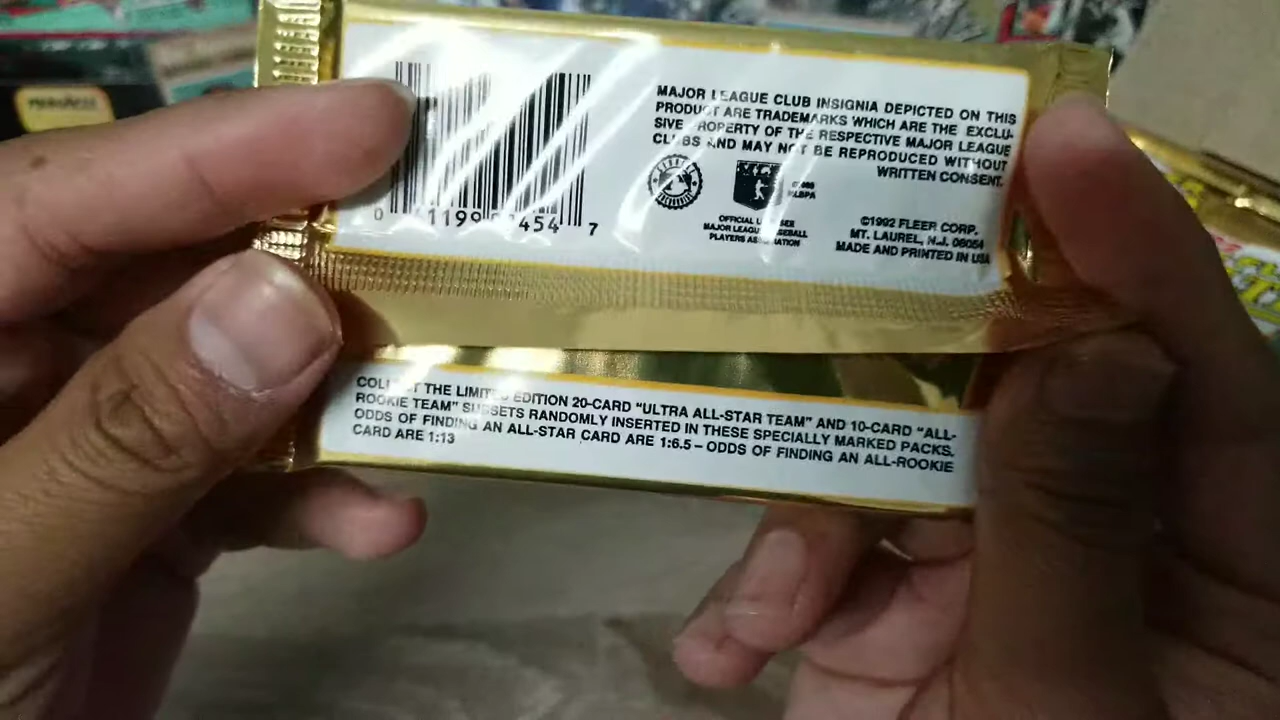 MAJOR LEAGUE CLUB INSIGNIA DEPICTED ON THIS
PRODUCT ARE TRADEMARKS WHICH ARE THE EXCLU-
SIVE ROPERTY OF THE RESPECTIVE MAJOR LEAGUE
CLUBS AND MAY NOT BE REPRODUCED WITHOUT
WRITTEN CONSENT.
OFFICIAL
MAJOR LEAGUE
PLAYERS
©1992 FLEER CORP.
MT. LAUREL, N.J. 08054
MADE AND PRINTED IN USA
0 1199 454 7
COLLECT THE LIMITED EDITION 20-CARD "ULTRA ALL-STAR TEAM" AND 10-CARD "ALL-
ROOKIE TEAM" SUBSETS RANDOMLY INSERTED IN THESE SPECIALLY MARKED PACKS.
ODDS OF FINDING AN ALL-STAR CARD ARE 1:6.5 – ODDS OF FINDING AN ALL-ROOKIE
CARD ARE 1:13